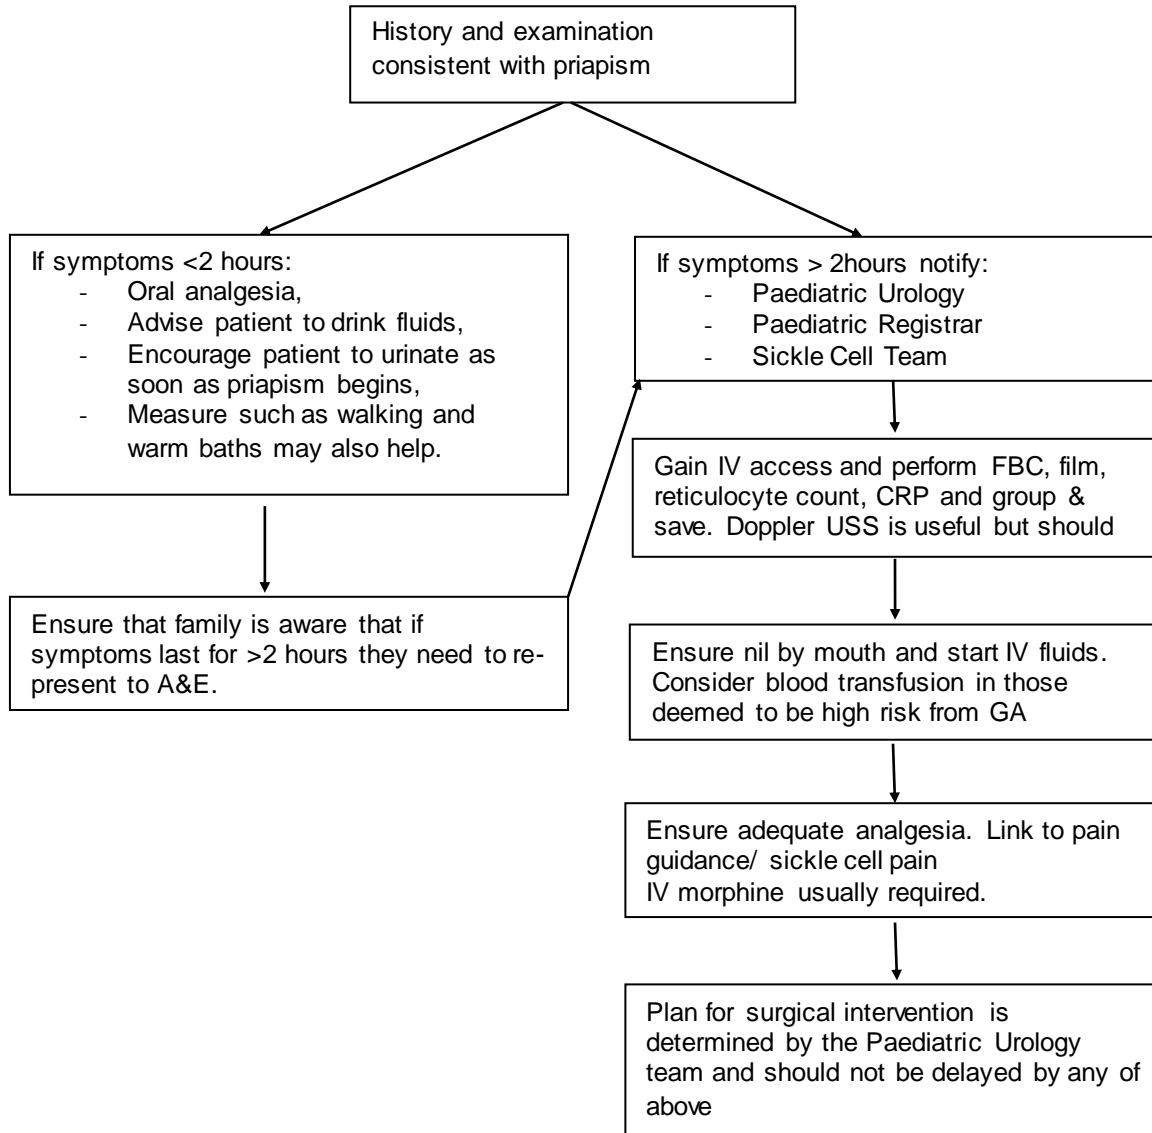 History and examination
consistent with priapism
If symptoms <2 hours:
- Oral analgesia,
- Advise patient to drink fluids,
- Encourage patient to urinate as
soon as priapism begins,
- Measure such as walking and
warm baths may also help.
Ensure that family is aware that if
symptoms last for >2 hours they need to re-
present to A&E.
If symptoms > 2hours notify:
- Paediatric Urology
- Paediatric Registrar
- Sickle Cell Team
Gain IV access and perform FBC, film,
reticulocyte count, CRP and group &
save. Doppler USS is useful but should
Ensure nil by mouth and start IV fluids.
Consider blood transfusion in those
deemed to be high risk from GA
Ensure adequate analgesia. Link to pain
guidance/ sickle cell pain
IV morphine usually required.
Plan for surgical intervention is
determined by the Paediatric Urology
team and should not be delayed by any of
above